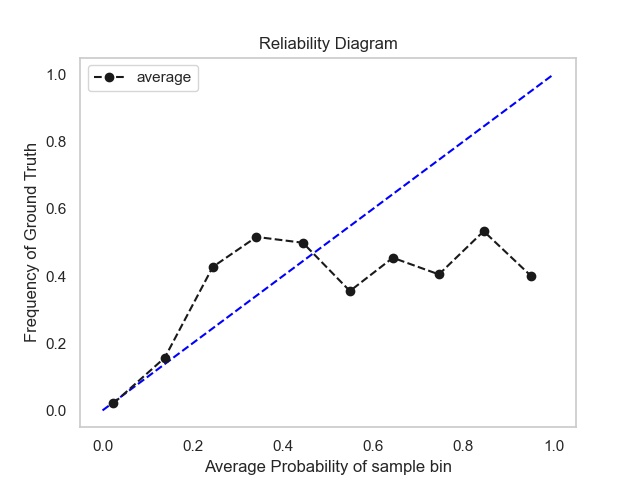 Reliability Diagram
average
Frequency of Ground Truth
1.0
0.8
0.6
0.4
0.2
0.0
0.0 0.2 0.4 0.6 0.8 1.0
Average Probability of sample bin